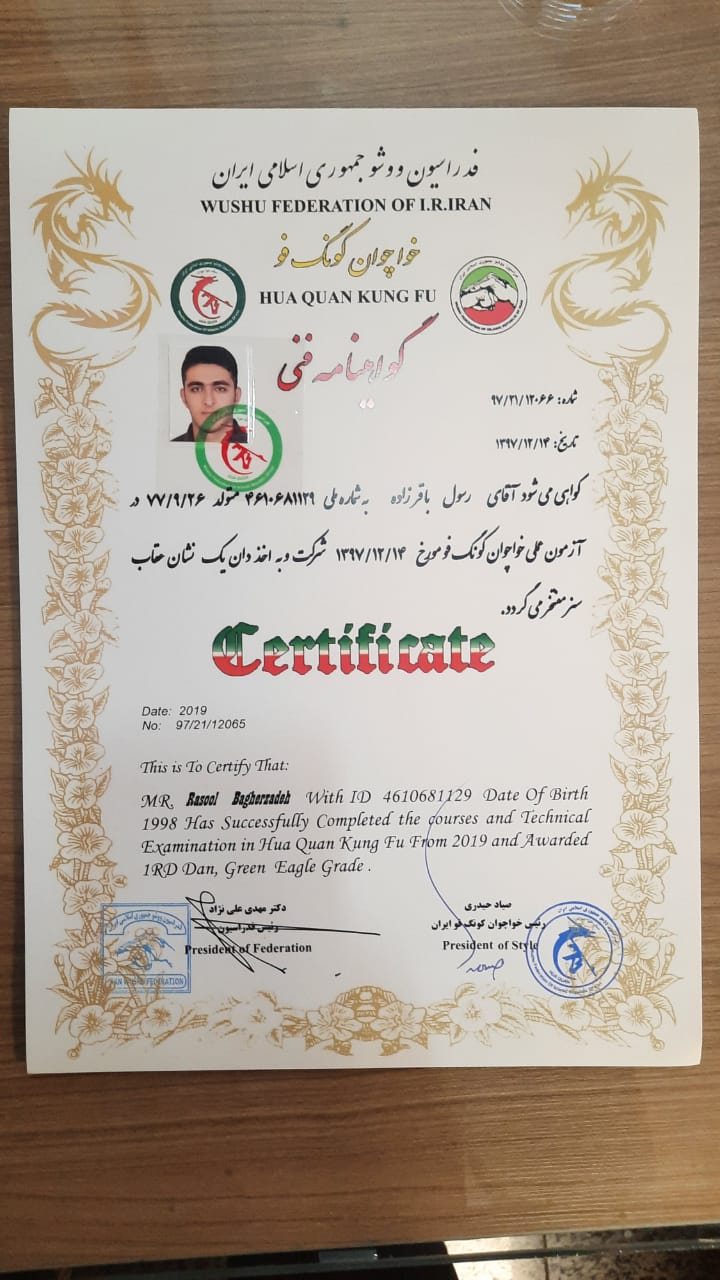 فدراسیون ووشو جمهوری اسلامی ایران
WUSHU FEDERATION OF I.R.IRAN
خواچوان کونگ فو
HUA QUAN KUNG FU
گواهینامه فنی
شماره: ۹۷/۲۱/۱۲۰۶۶
تاریخ: ۱۳۹۷/۱۲/۱۴
گواهی می شود آقای رسول باقرزاده به شماره ملی ۴۶۱۰۶۸۱۱۲۹ متولد ۷۷/۹/۲۶ در
آزمون عملی خواچوان کونگ فو مورخ ۱۳۹۷/۱۲/۱۴ شرکت و به اخذ دان یک نشان عقاب
سبز مفتخر می گردد.
Certificate
Date: 2019
No: 97/21/12065
This is To Certify That:
MR. Rasool Bagherzadeh With ID 4610681129 Date Of Birth
1998 Has Successfully Completed the courses and Technical
Examination in Hua Quan Kung Fu From 2019 and Awarded
1RD Dan, Green Eagle Grade .
دکتر مهدی علی نژاد
رئیس فدراسیون
President of Federation
صیاد حیدری
رئیس خواچوان کونگ فو ایران
President of Style